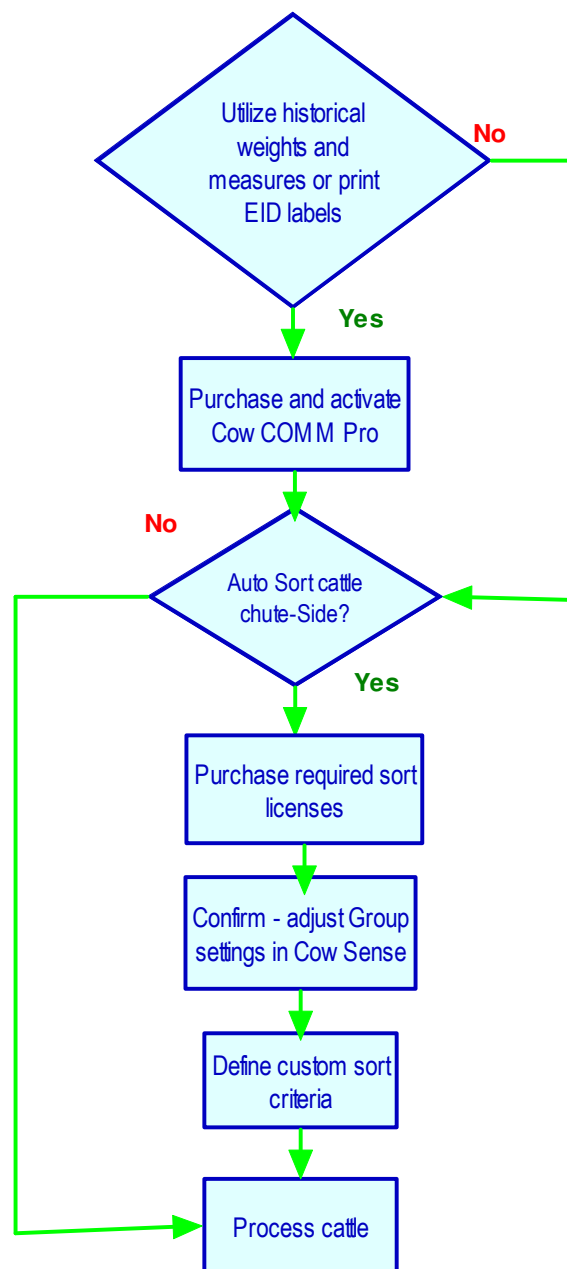 Utilize historical
weights and
measures or print
EID labels
No
Yes
Purchase and activate
Cow COMM Pro
No
Auto Sort cattle
chute-Side?
Yes
Purchase required sort
licenses
Confirm - adjust Group
settings in Cow Sense
Define custom sort
criteria
Process cattle